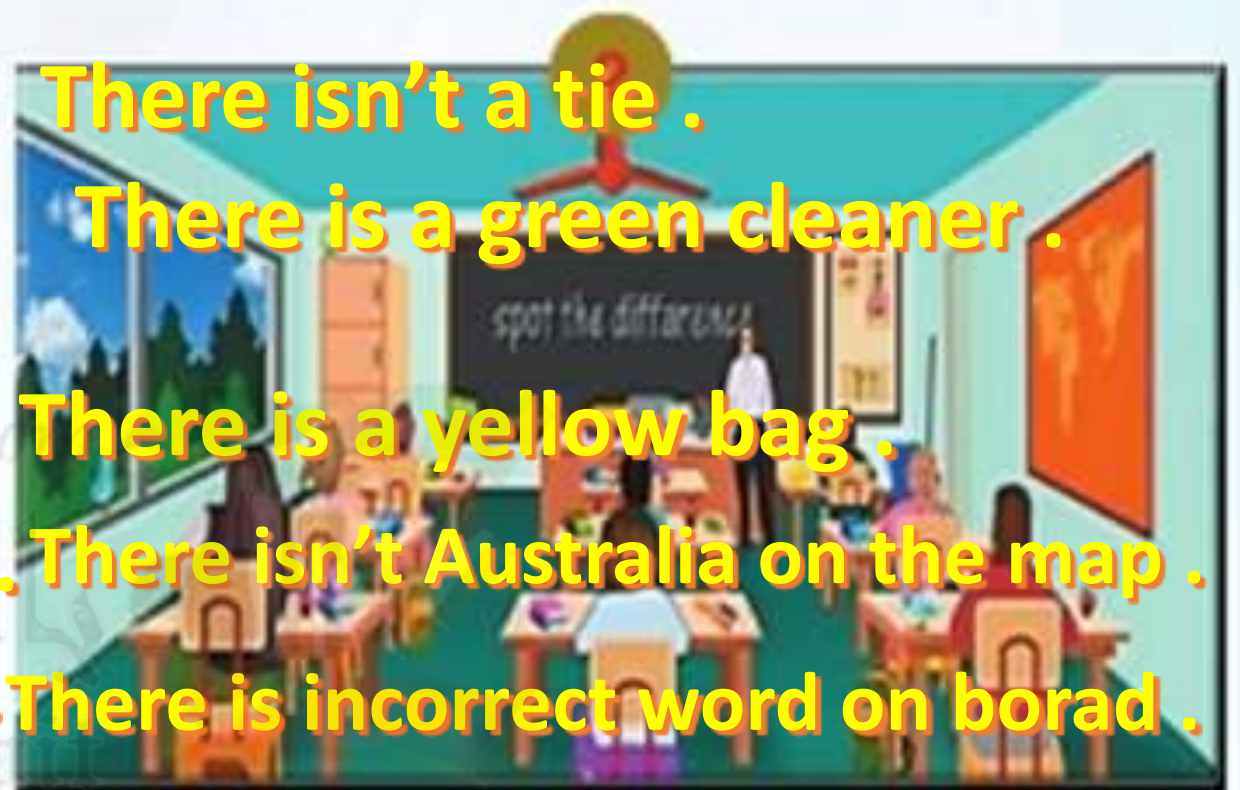 There isn't a tie .
There is a green cleaner .
spot the difference
There is a yellow bag .
. There isn't Australia on the map .
There is incorrect word on borad .